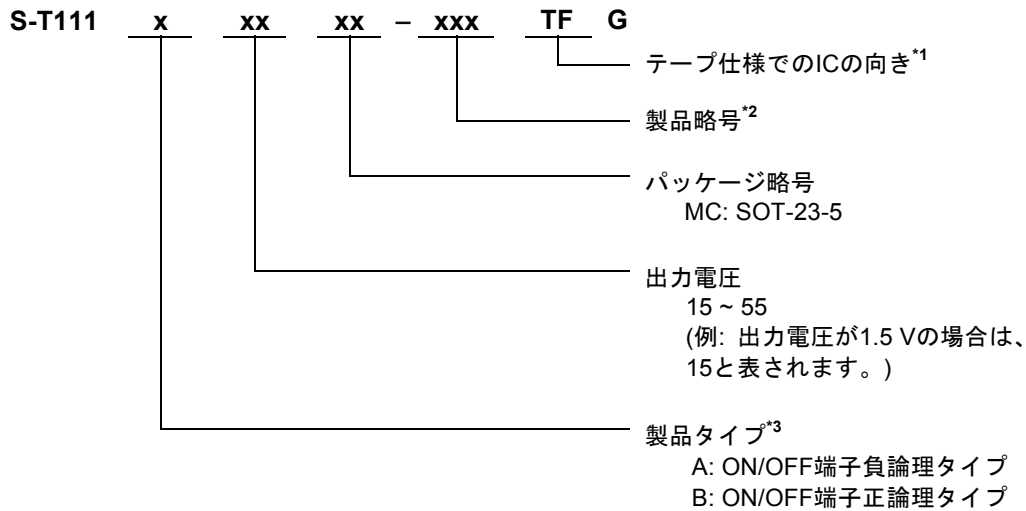 S-T111 x xx xx – xxx TF G
テープ仕様でのICの向き*1
製品略号*2
パッケージ略号
MC: SOT-23-5
出力電圧
15 ~ 55
(例: 出力電圧が1.5 Vの場合は、
15と表されます。)
製品タイプ*3
A: ON/OFF端子負論理タイプ
B: ON/OFF端子正論理タイプ